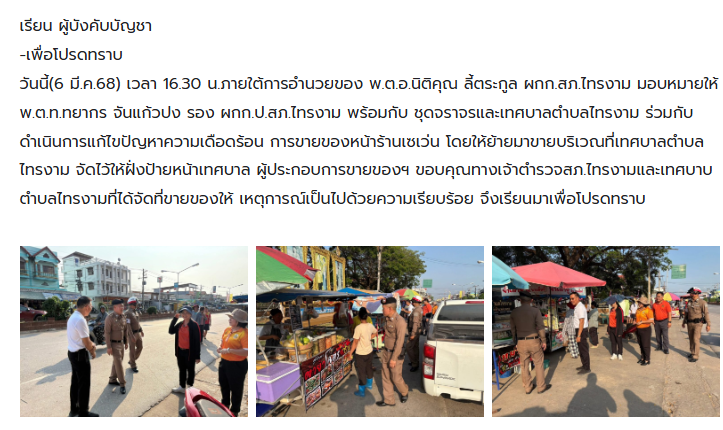 เรียน ผู้บังคับบัญชา
-เพื่อโปรดทราบ
วันนี้(6 มี.ค.68) เวลา 16.30 น.ภายใต้การอำนวยของ พ.ต.อ.นิติคุณ ลี้ตระกูล ผกก.สภ.ไทรงาม มอบหมายให้
พ.ต.ท.ทยากร จันแก้วปง รอง ผกก.ป.สภ.ไทรงาม พร้อมกับ ชุดจราจรและเทศบาลตำบลไทรงาม ร่วมกับ
ดำเนินการแก้ไขปัญหาความเดือดร้อน การขายของหน้าร้านเซเว่น โดยให้ย้ายมาขายบริเวณที่เทศบาลตำบล
ไทรงาม จัดไว้ให้ฝั่งป้ายหน้าเทศบาล ผู้ประกอบการขายของฯ ขอบคุณทางเจ้าตำรวจสภ.ไทรงามและเทศบาบ
ตำบลไทรงามที่ได้จัดที่ขายของให้ เหตุการณ์เป็นไปด้วยความเรียบร้อย จึงเรียนมาเพื่อโปรดทราบ